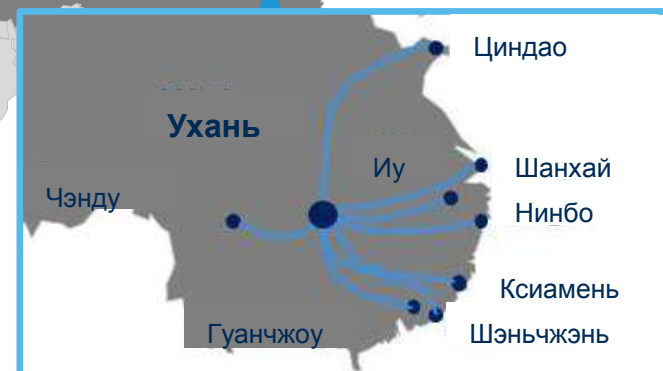 Циндао
Ухань
Иу
Шанхай
Чэнду
Нинбо
Ксиамень
Гуанчжоу
Шэньчжэнь